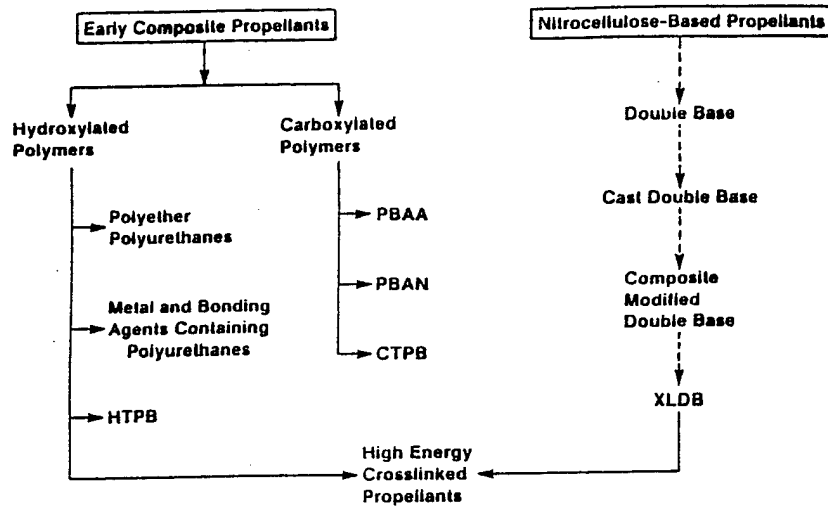 Early Composite Propellants
Hydroxylated
Polymers
Polyether
Polyurethanes
Metal and Bonding
Agents Containing
Polyurethanes
HTPB
Carboxylated
Polymers
PBAA
PBAN
CTPB
Nitrocellulose-Based Propellants
Double Base
Cast Double Base
Composite
Modified
Double Base
XLDB
High Energy
Crosslinked
Propellants